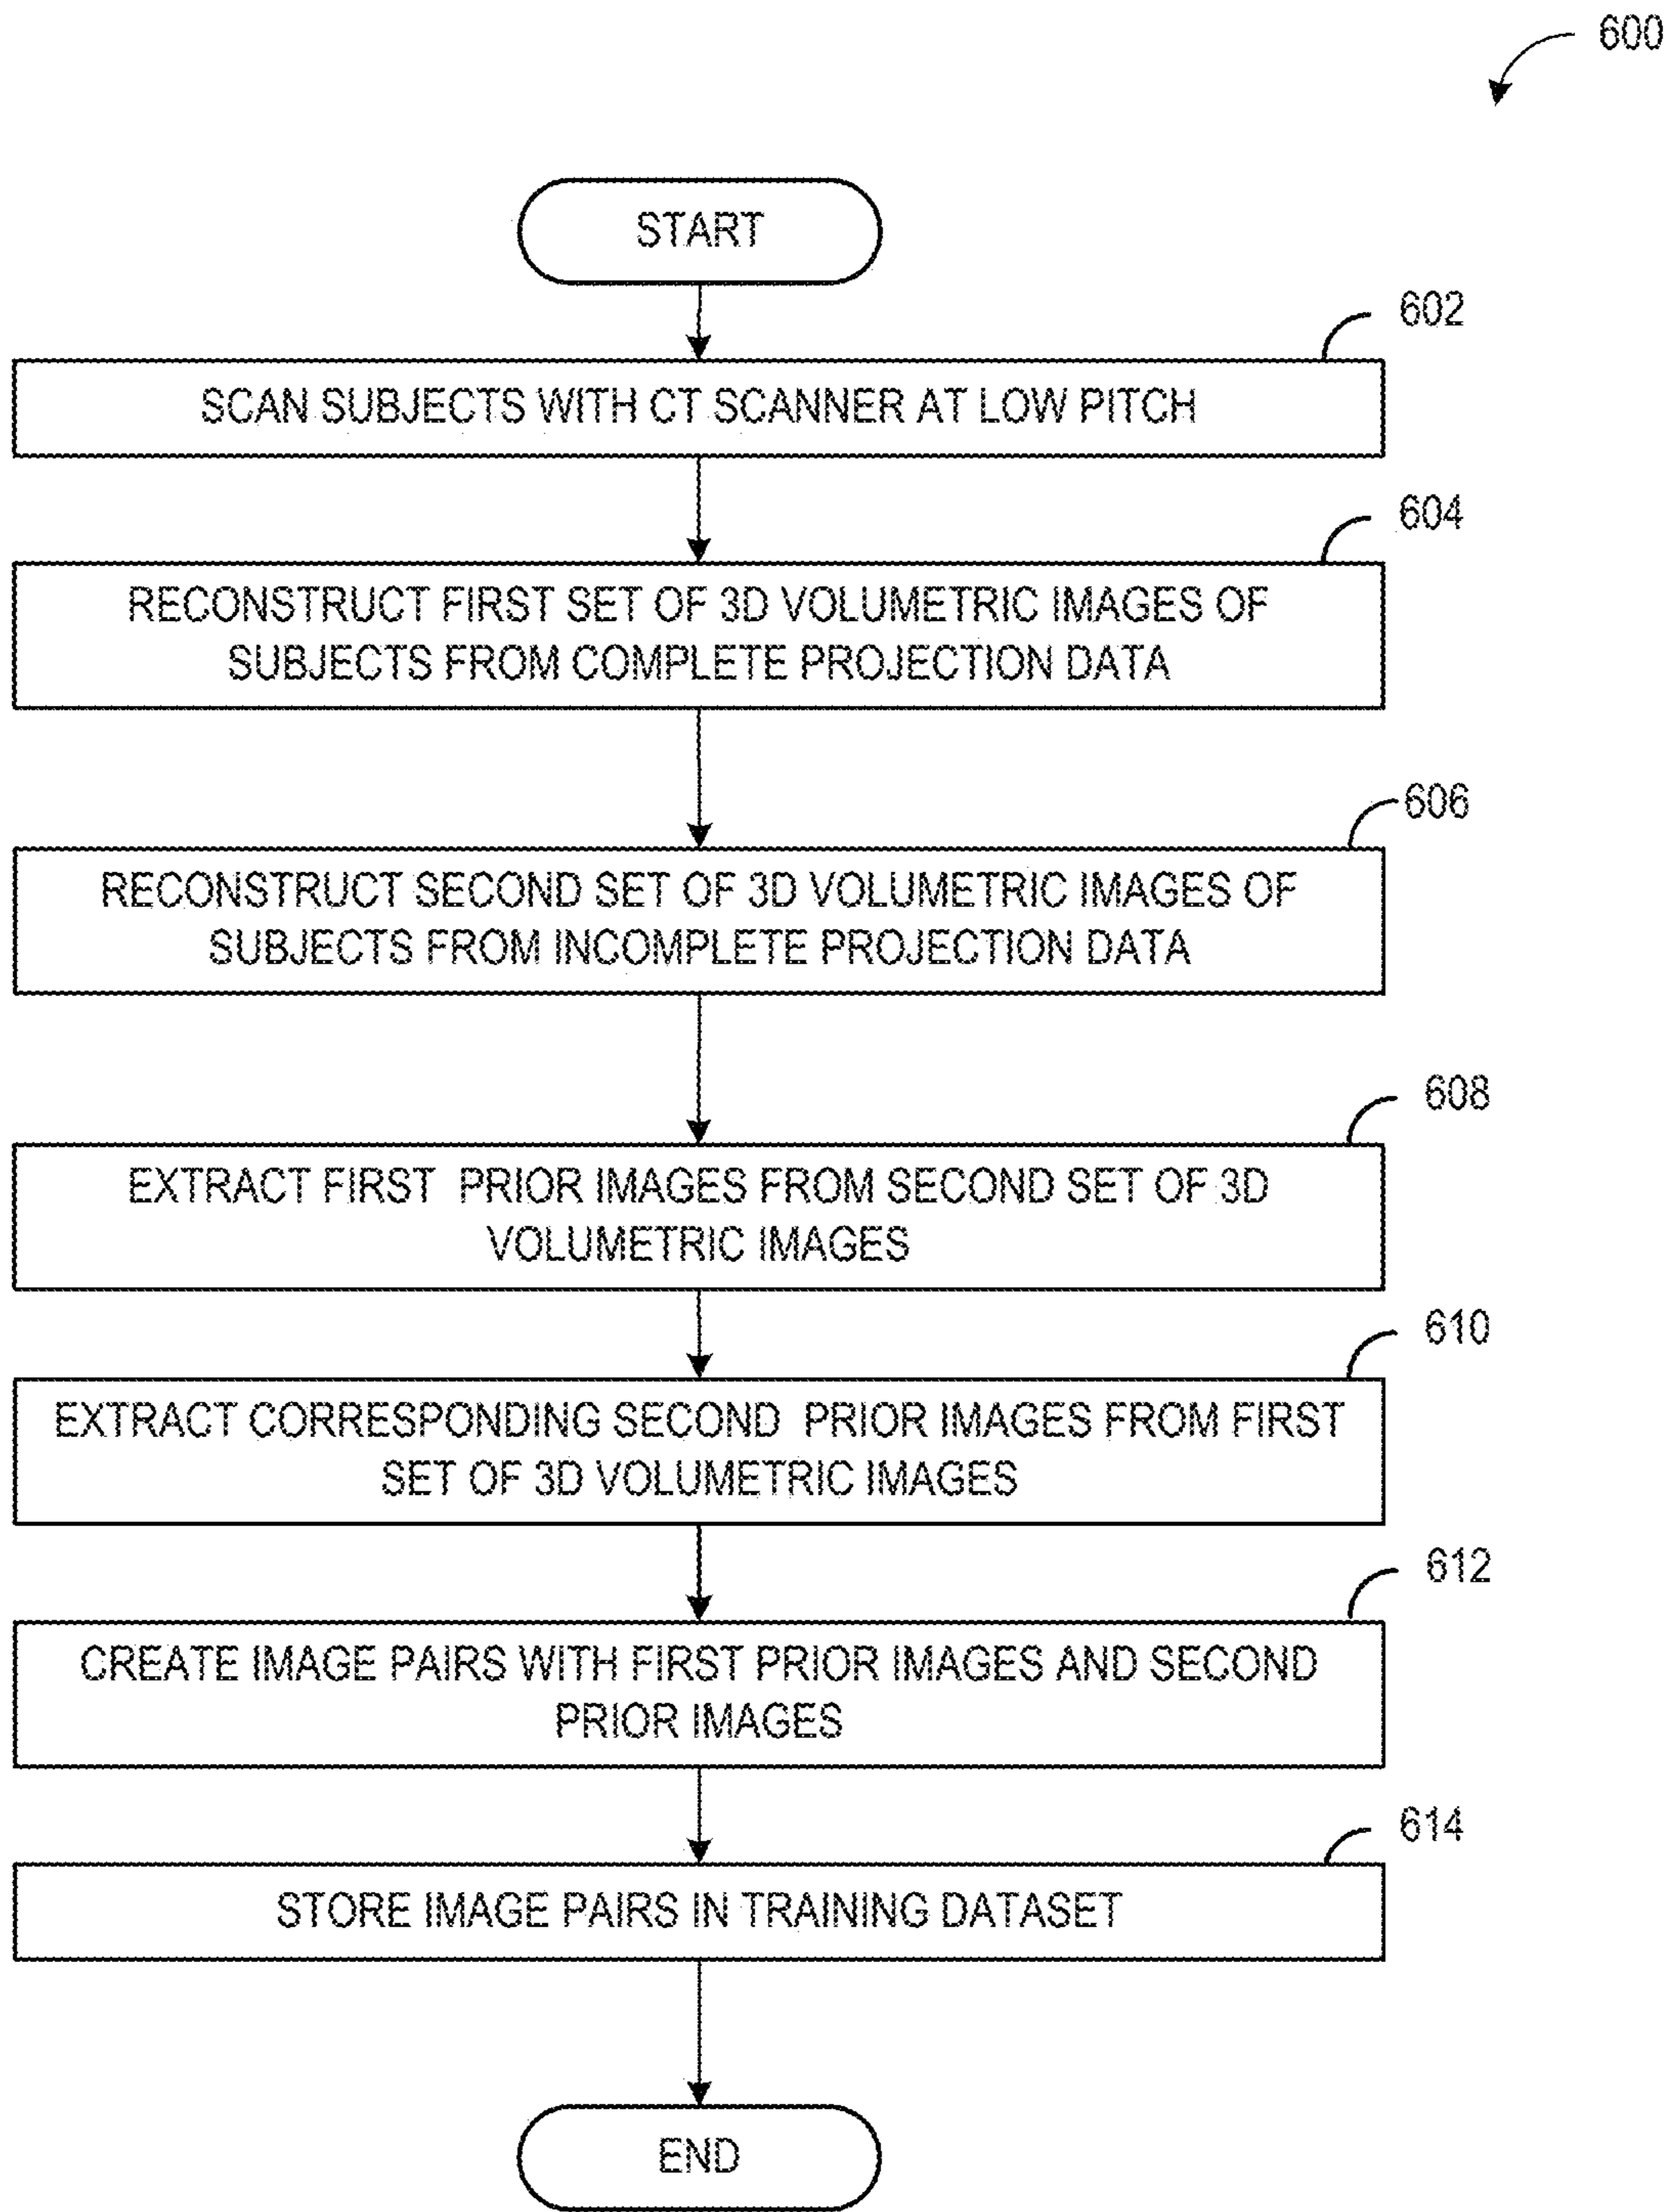 600
START
602
SCAN SUBJECTS WITH CT SCANNER AT LOW PITCH
604
RECONSTRUCT FIRST SET OF 3D VOLUMETRIC IMAGES OF
SUBJECTS FROM COMPLETE PROJECTION DATA
606
RECONSTRUCT SECOND SET OF 3D VOLUMETRIC IMAGES OF
SUBJECTS FROM INCOMPLETE PROJECTION DATA
608
EXTRACT FIRST PRIOR IMAGES FROM SECOND SET OF 3D
VOLUMETRIC IMAGES
610
EXTRACT CORRESPONDING SECOND PRIOR IMAGES FROM FIRST
SET OF 3D VOLUMETRIC IMAGES
612
CREATE IMAGE PAIRS WITH FIRST PRIOR IMAGES AND SECOND
PRIOR IMAGES
614
STORE IMAGE PAIRS IN TRAINING DATASET
END